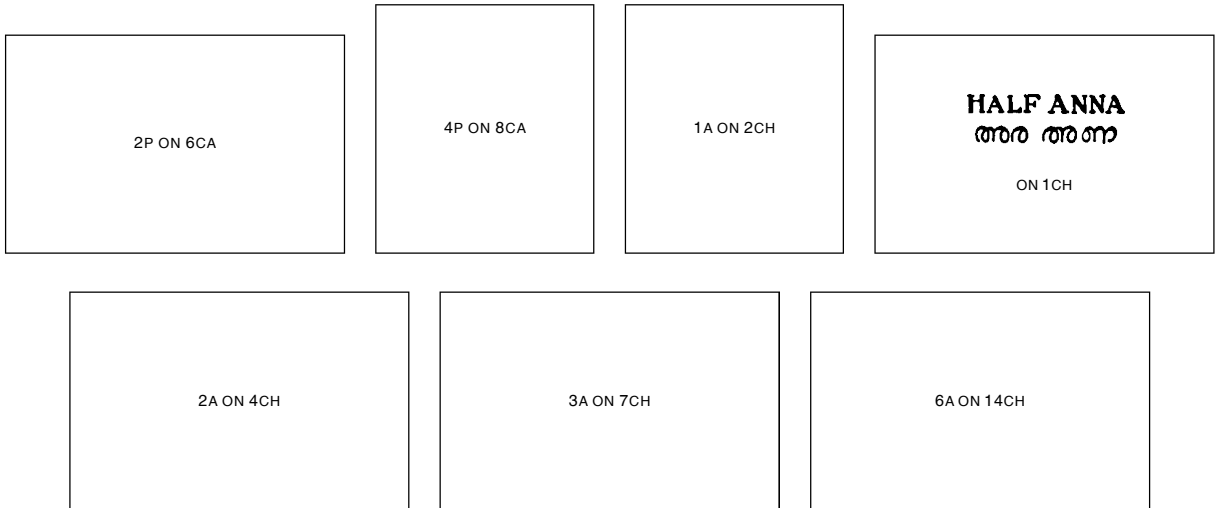 2P ON 6CA
4P ON 8CA
1A ON 2CH
HALF ANNA
അര അണ
ON 1CH
2A ON 4CH
3A ON 7CH
6A ON 14CH